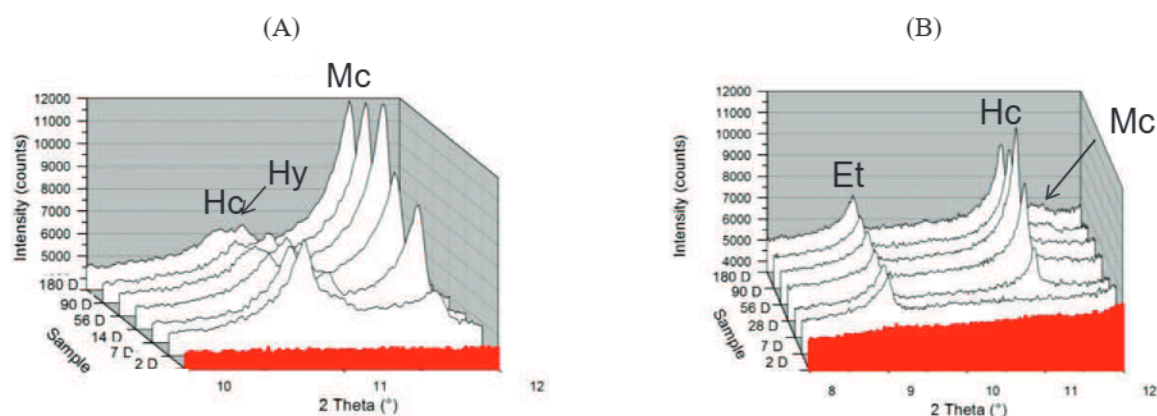 (A)
Mc
Hy
Hc
12000
11000
10000
9000
8000
7000
6000
5000
Intensity (counts)
180 D
90 D
56 D
14 D
7 D
2 D
Sample
10
11
12
2 Theta (°)
(B)
Hc
Mc
Et
12000
11000
10000
9000
8000
7000
6000
5000
4000
Intensity (counts)
180 D
90 D
56 D
28 D
7 D
2 D
Sample
8
9
10
11
12
2 Theta (°)